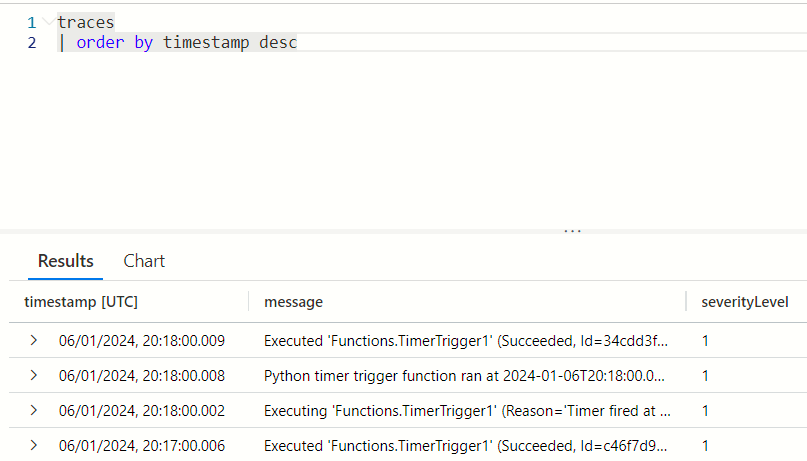 1 traces
2 | order by timestamp desc
...
Results Chart
timestamp [UTC] message severityLevel
> 06/01/2024, 20:18:00.009 Executed 'Functions.TimerTrigger1' (Succeeded, Id=34cdd3f... 1
> 06/01/2024, 20:18:00.008 Python timer trigger function ran at 2024-01-06T20:18:00.0... 1
> 06/01/2024, 20:18:00.002 Executing 'Functions.TimerTrigger1' (Reason='Timer fired at ... 1
> 06/01/2024, 20:17:00.006 Executed 'Functions.TimerTrigger1' (Succeeded, Id=c46f7d9... 1